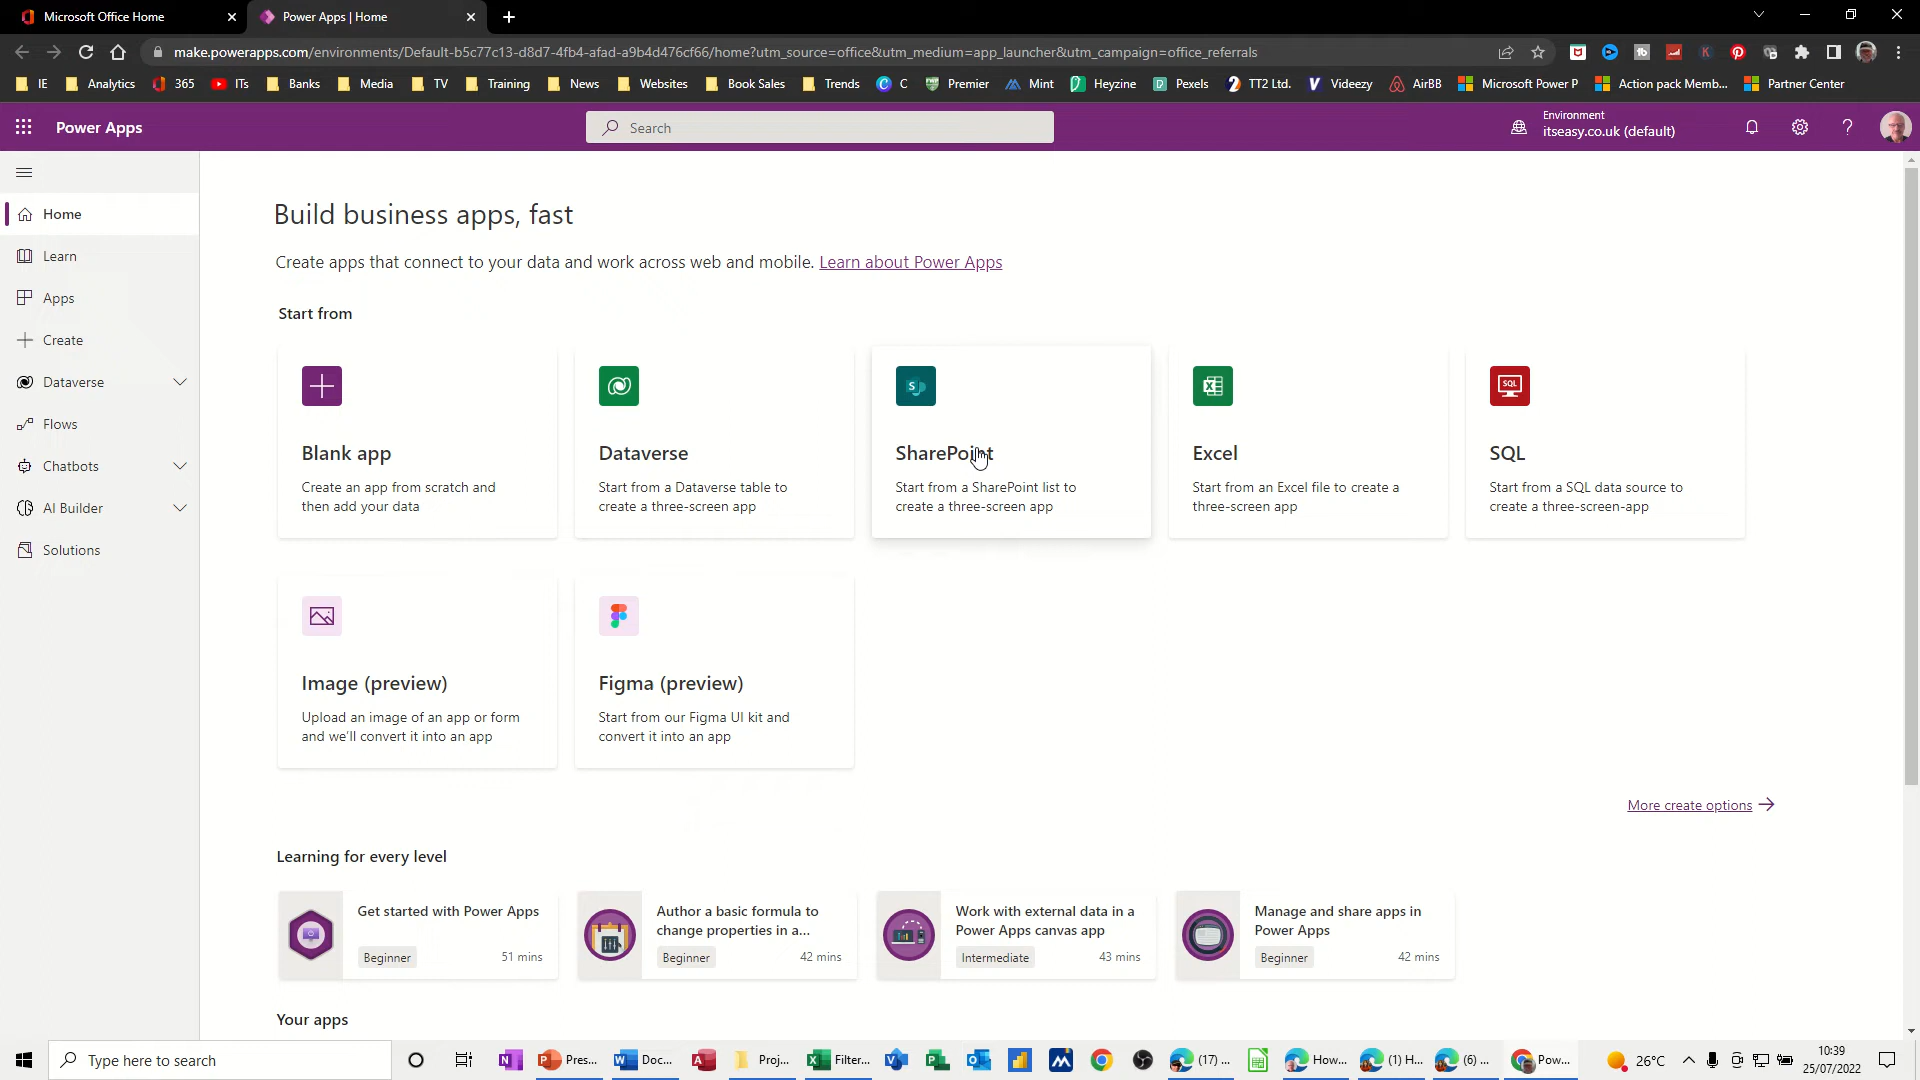 Microsoft Office Home
Power Apps | Home
make.powerapps.com/environments/Default-b5c77c13-d8d7-4fb4-afad-a9b4d476cf66/home?utm_source=office&utm_medium=app_launcher&utm_campaign=office_referrals
IE Analytics 365 ITs Banks Media TV Training News Websites Book Sales Trends C Premier Mint Heyzine Pexels TT2 Ltd. Videezy AirBB Microsoft Power P Action pack Memb... Partner Center
Power Apps
Search
Environment
itseasy.co.uk (default)
Home
Learn
Apps
Create
Dataverse
Flows
Chatbots
AI Builder
Solutions
Build business apps, fast
Create apps that connect to your data and work across web and mobile. Learn about Power Apps
Start from
Blank app
Create an app from scratch and
then add your data
Dataverse
Start from a Dataverse table to
create a three-screen app
SharePoint
Start from a SharePoint list to
create a three-screen app
Excel
Start from an Excel file to create a
three-screen app
SQL
SQL
Start from a SQL data source to
create a three-screen-app
Image (preview)
Upload an image of an app or form
and we'll convert it into an app
Figma (preview)
Start from our Figma UI kit and
convert it into an app
More create options
Learning for every level
Get started with Power Apps
Beginner 51 mins
Author a basic formula to
change properties in a...
Beginner 42 mins
Work with external data in a
Power Apps canvas app
Intermediate 43 mins
Manage and share apps in
Power Apps
Beginner 42 mins
Your apps
Type here to search
Pres... Doc... Proj... Filter... (17) ... How... (1) H... (6) ... Pow...
26°C
10:39
25/07/2022